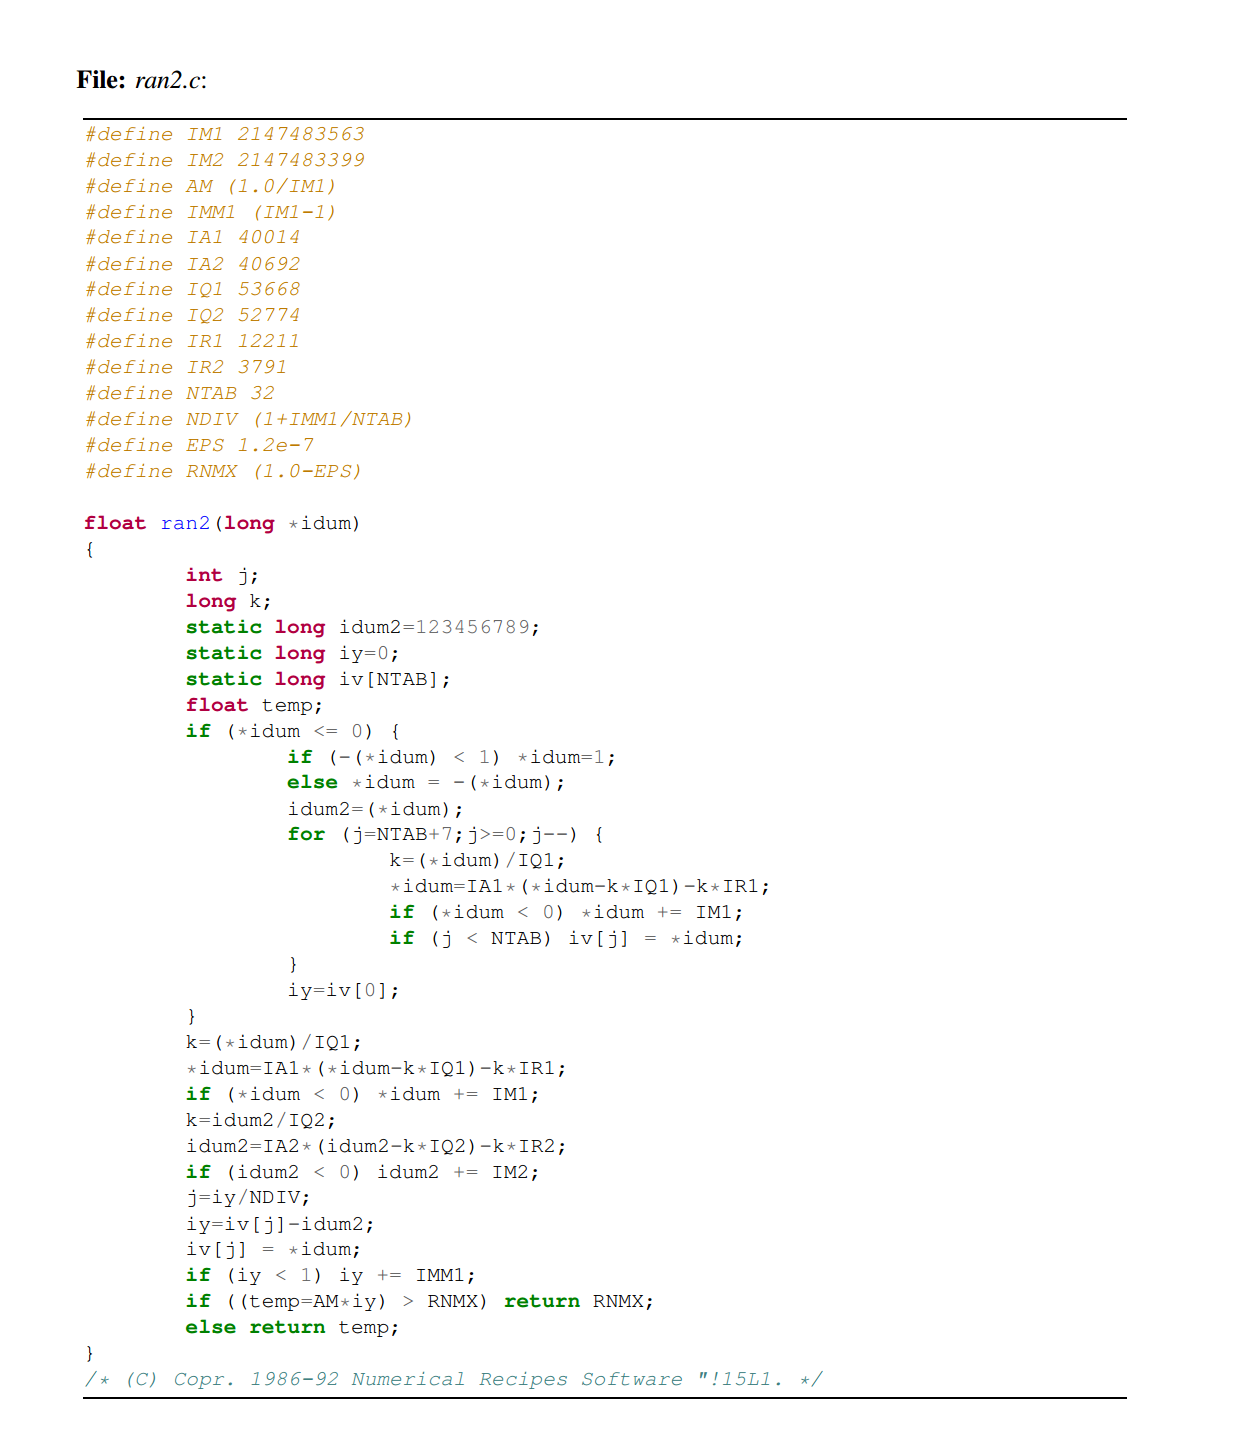 File: ran2.c:
#define IM1 2147483563
#define IM2 2147483399
#define AM (1.0/IM1)
#define IMM1 (IM1-1)
#define IA1 40014
#define IA2 40692
#define IQ1 53668
#define IQ2 52774
#define IR1 12211
#define IR2 3791
#define NTAB 32
#define NDIV (1+IMM1/NTAB)
#define EPS 1.2e-7
#define RNMX (1.0-EPS)

float ran2(long *idum)
{
        int j;
        long k;
        static long idum2=123456789;
        static long iy=0;
        static long iv[NTAB];
        float temp;
        if (*idum <= 0) {
                if (-(*idum) < 1) *idum=1;
                else *idum = -(*idum);
                idum2=(*idum);
                for (j=NTAB+7;j>=0;j--) {
                        k=(*idum)/IQ1;
                        *idum=IA1*(*idum-k*IQ1)-k*IR1;
                        if (*idum < 0) *idum += IM1;
                        if (j < NTAB) iv[j] = *idum;
                }
                iy=iv[0];
        }
        k=(*idum)/IQ1;
        *idum=IA1*(*idum-k*IQ1)-k*IR1;
        if (*idum < 0) *idum += IM1;
        k=idum2/IQ2;
        idum2=IA2*(idum2-k*IQ2)-k*IR2;
        if (idum2 < 0) idum2 += IM2;
        j=iy/NDIV;
        iy=iv[j]-idum2;
        iv[j] = *idum;
        if (iy < 1) iy += IMM1;
        if ((temp=AM*iy) > RNMX) return RNMX;
        else return temp;
}
/* (C) Copr. 1986-92 Numerical Recipes Software "!15L1. */